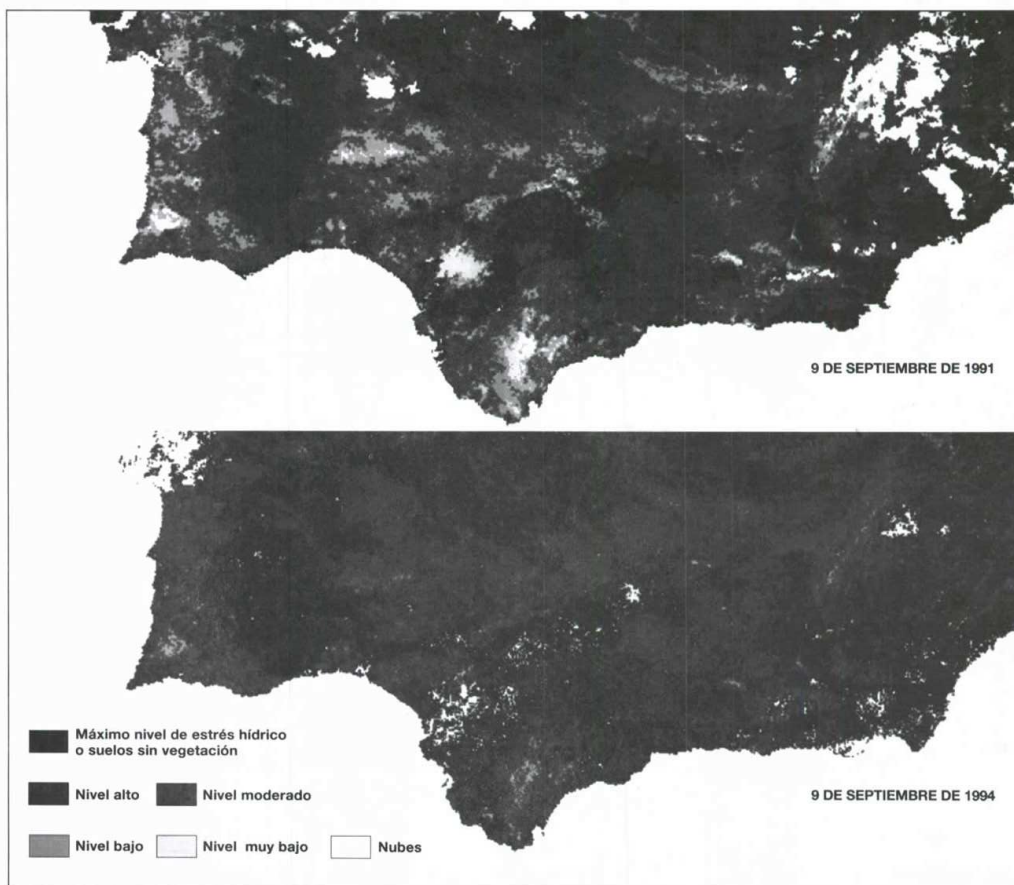 9 DE SEPTIEMBRE DE 1991
Máximo nivel de estrés hídrico
o suelos sin vegetación
Nivel alto
Nivel moderado
9 DE SEPTIEMBRE DE 1994
Nivel bajo
Nivel muy bajo
Nubes